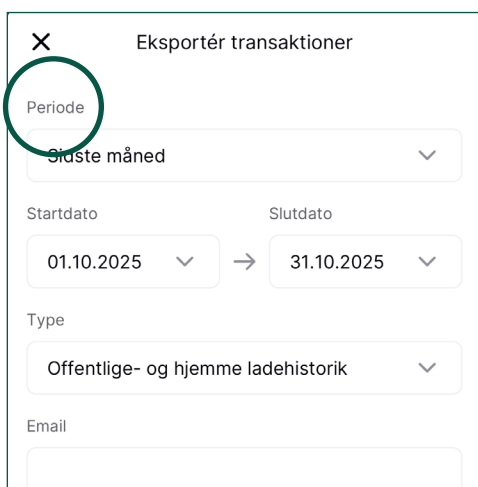 Eksportér transaktioner
Periode
Sidste måned
Startdato Slutdato
01.10.2025 → 31.10.2025
Type
Offentlige- og hjemme ladehistorik
Email